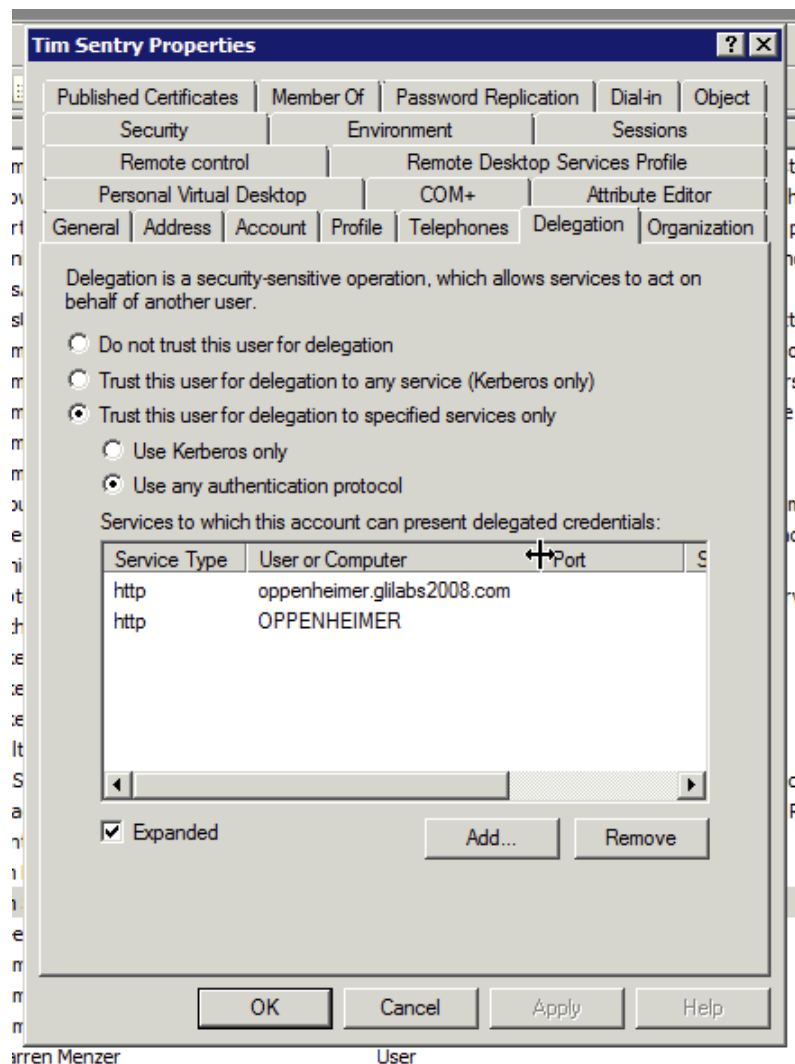 Tim Sentry Properties
Published Certificates Member Of Password Replication Dial-in Object
Security Environment Sessions
Remote control Remote Desktop Services Profile
Personal Virtual Desktop COM+ Attribute Editor
General Address Account Profile Telephones Delegation Organization
Delegation is a security-sensitive operation, which allows services to act on
behalf of another user.
Do not trust this user for delegation
Trust this user for delegation to any service (Kerberos only)
Trust this user for delegation to specified services only
Use Kerberos only
Use any authentication protocol
Services to which this account can present delegated credentials:
Service Type User or Computer Port S
http oppenheimer.glilabs2008.com
http OPPENHEIMER
Expanded Add... Remove
OK Cancel Apply Help
arren Menzer User